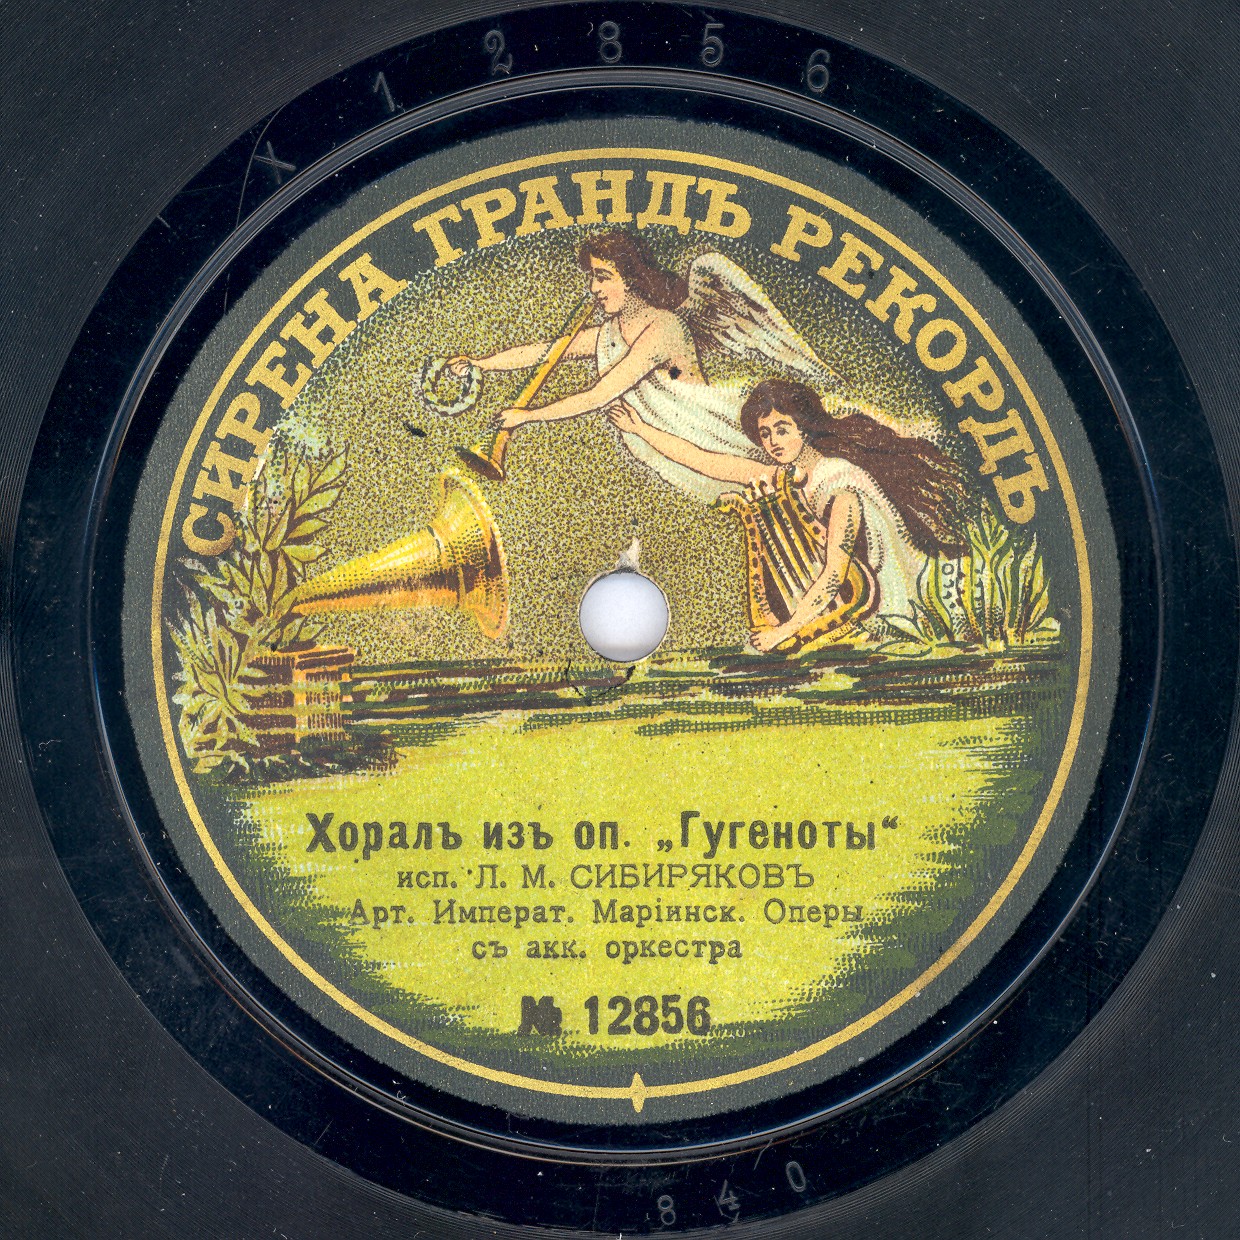 X 12856
СИРЕНА ГРАНДЪ РЕКОРДЪ
Хоралъ изъ оп. „Гугеноты“
исп. Л. М. СИБИРЯКОВЪ
Арт. Императ. Маріинск. Оперы
съ акк. оркестра
№ 12856
840